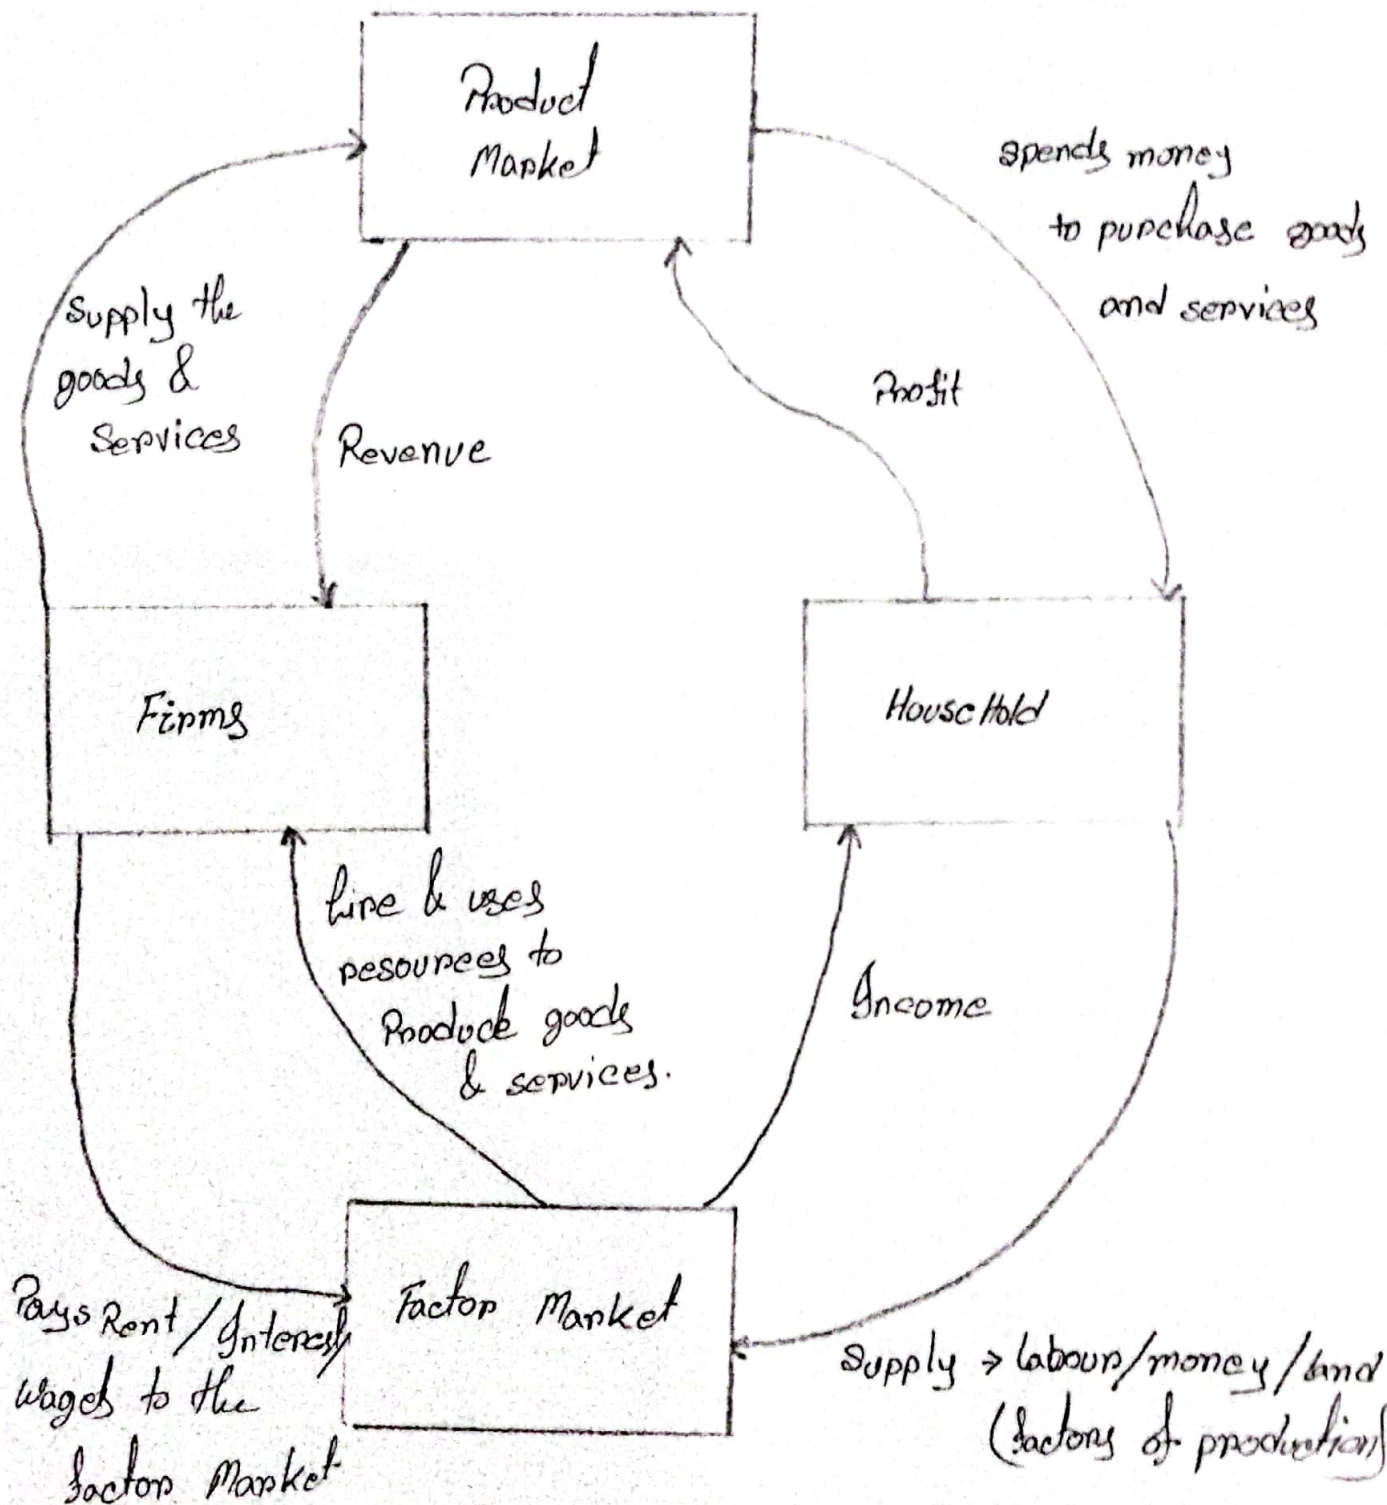 Product
Market
spends money
to purchase goods
and services
Supply the
goods &
Services
Revenue
Profit
Firms
HouseHold
hire & uses
resources to
Produce goods
& services.
Income
Factor Market
Pays Rent/Interest/
wages to the
factor Market
Supply → labour/money/land
(factors of production)